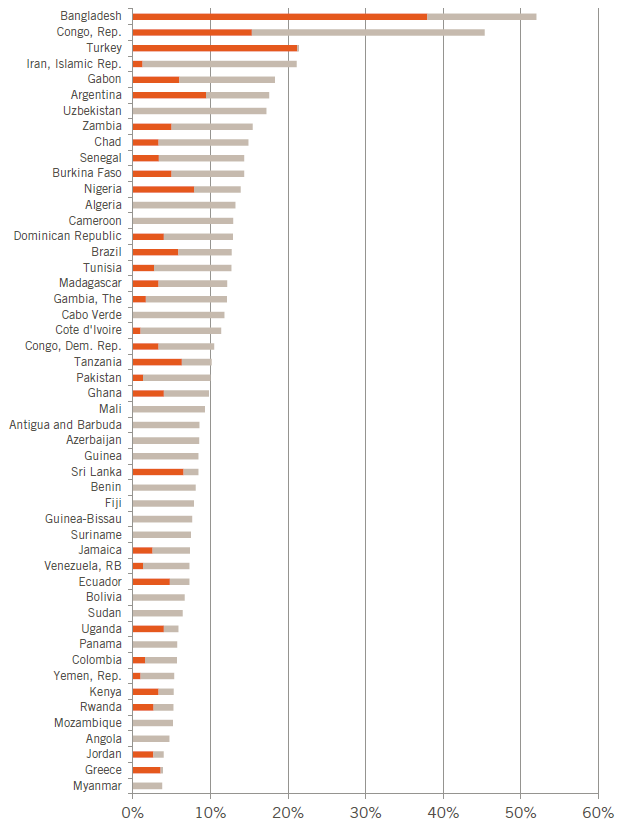 Bangladesh
Congo, Rep.
Turkey
Iran, Islamic Rep.
Gabon
Argentina
Uzbekistan
Zambia
Chad
Senegal
Burkina Faso
Nigeria
Algeria
Cameroon
Dominican Republic
Brazil
Tunisia
Madagascar
Gambia, The
Cabo Verde
Cote d'Ivoire
Congo, Dem. Rep.
Tanzania
Pakistan
Ghana
Mali
Antigua and Barbuda
Azerbaijan
Guinea
Sri Lanka
Benin
Fiji
Guinea-Bissau
Suriname
Jamaica
Venezuela, RB
Ecuador
Bolivia
Sudan
Uganda
Panama
Colombia
Yemen, Rep.
Kenya
Rwanda
Mozambique
Angola
Jordan
Greece
Myanmar
0% 10% 20% 30% 40% 50% 60%